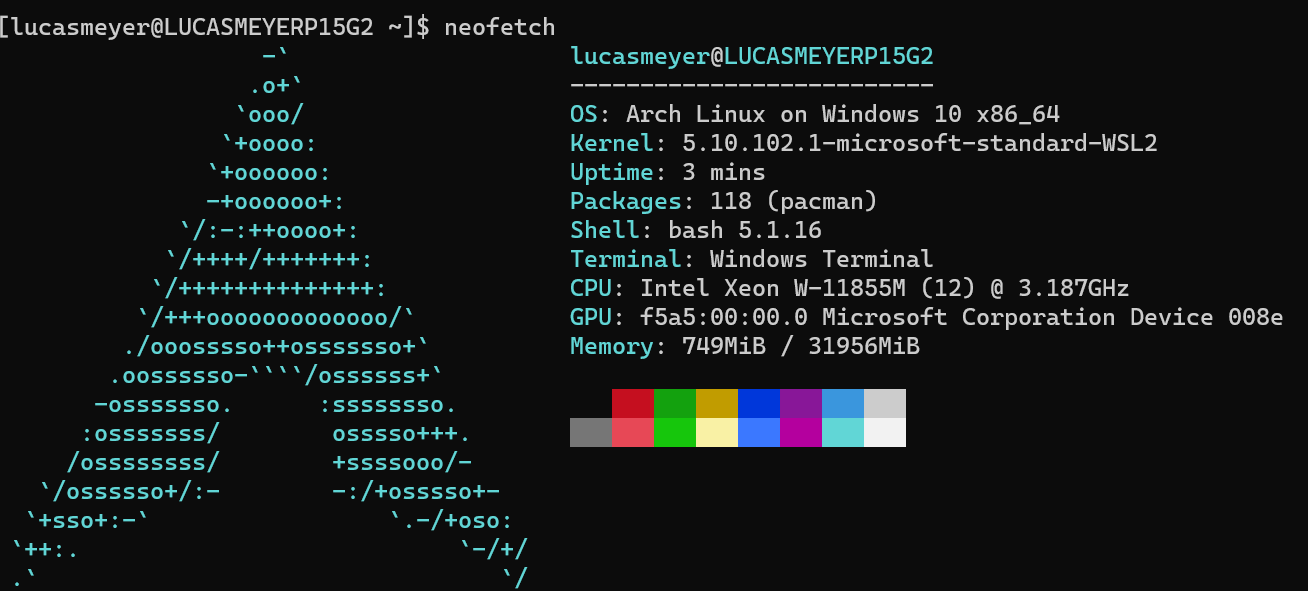 [lucasmeyer@LUCASMEYERP15G2 ~]$ neofetch
                  -`                    lucasmeyer@LUCASMEYERP15G2
                 .o+`                   --------------------------
                `ooo/                   OS: Arch Linux on Windows 10 x86_64
               `+oooo:                  Kernel: 5.10.102.1-microsoft-standard-WSL2
              `+oooooo:                 Uptime: 3 mins
              -+oooooo+:                Packages: 118 (pacman)
            `/:-:++oooo+:               Shell: bash 5.1.16
           `/++++/+++++++:              Terminal: Windows Terminal
          `/++++++++++++++:             CPU: Intel Xeon W-11855M (12) @ 3.187GHz
         `/+++ooooooooooooo/`           GPU: f5a5:00:00.0 Microsoft Corporation Device 008e
        ./ooosssso++osssssso+`          Memory: 749MiB / 31956MiB
       .oossssso-````/ossssss+`
      -osssssso.      :ssssssso.
     :osssssss/        osssso+++.
    /ossssssss/        +ssssooo/-
  `/ossssso+/:-        -:/+osssso+-
 `+sso+:-`                 `.-/+oso:
`++:.                           `-/+/
.`                                 `/